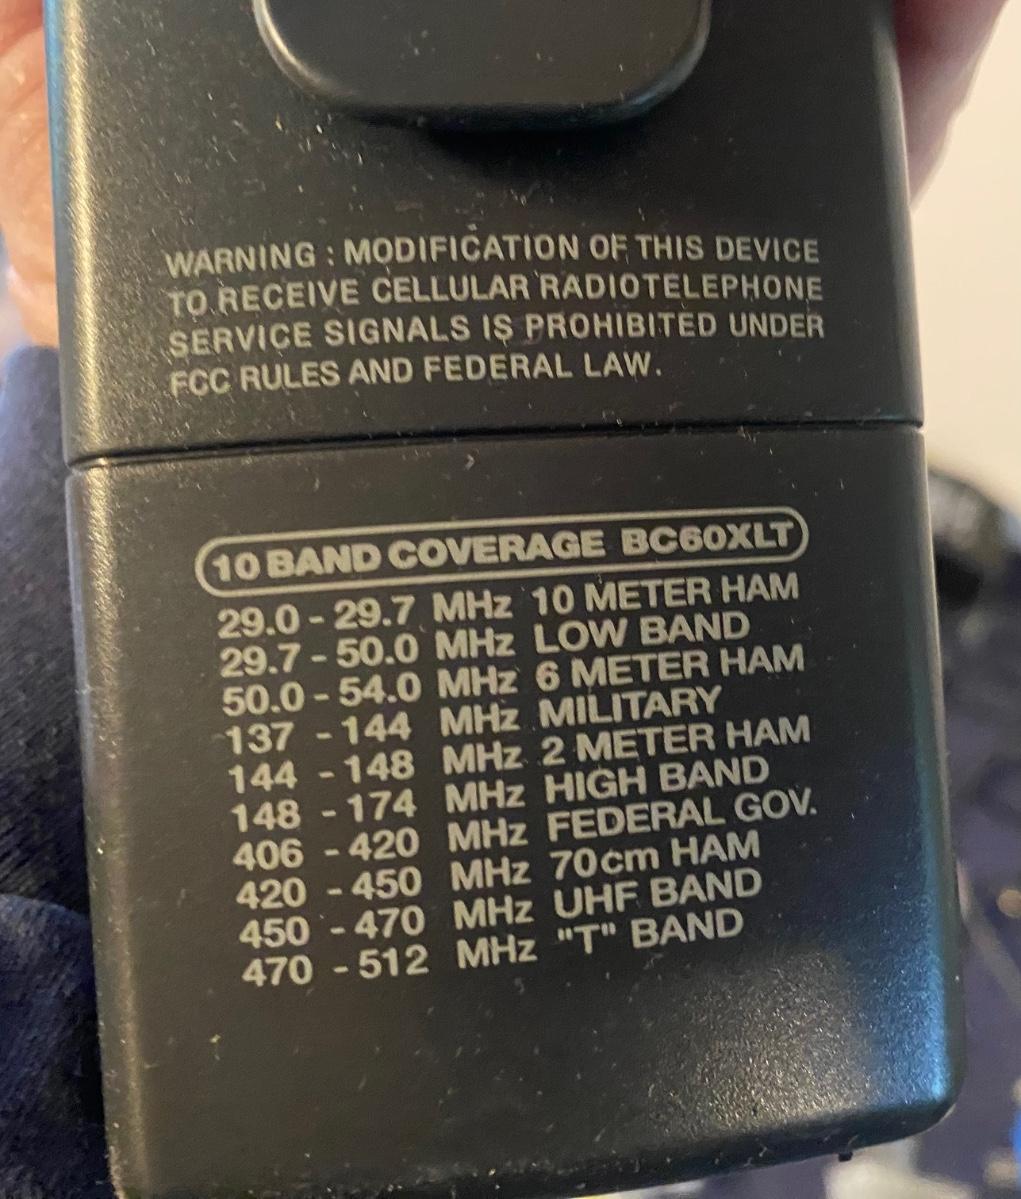 WARNING : MODIFICATION OF THIS DEVICE
TO RECEIVE CELLULAR RADIOTELEPHONE
SERVICE SIGNALS IS PROHIBITED UNDER
FCC RULES AND FEDERAL LAW.
10 BAND COVERAGE BC60XLT
29.0 - 29.7 MHz 10 METER HAM
29.7 - 50.0 MHz LOW BAND
50.0 - 54.0 MHz 6 METER HAM
137 - 144 MHz MILITARY
144 - 148 MHz 2 METER HAM
148 - 174 MHz HIGH BAND
406 - 420 MHz FEDERAL GOV.
420 - 450 MHz 70cm HAM
450 - 470 MHz UHF BAND
470 - 512 MHz "T" BAND